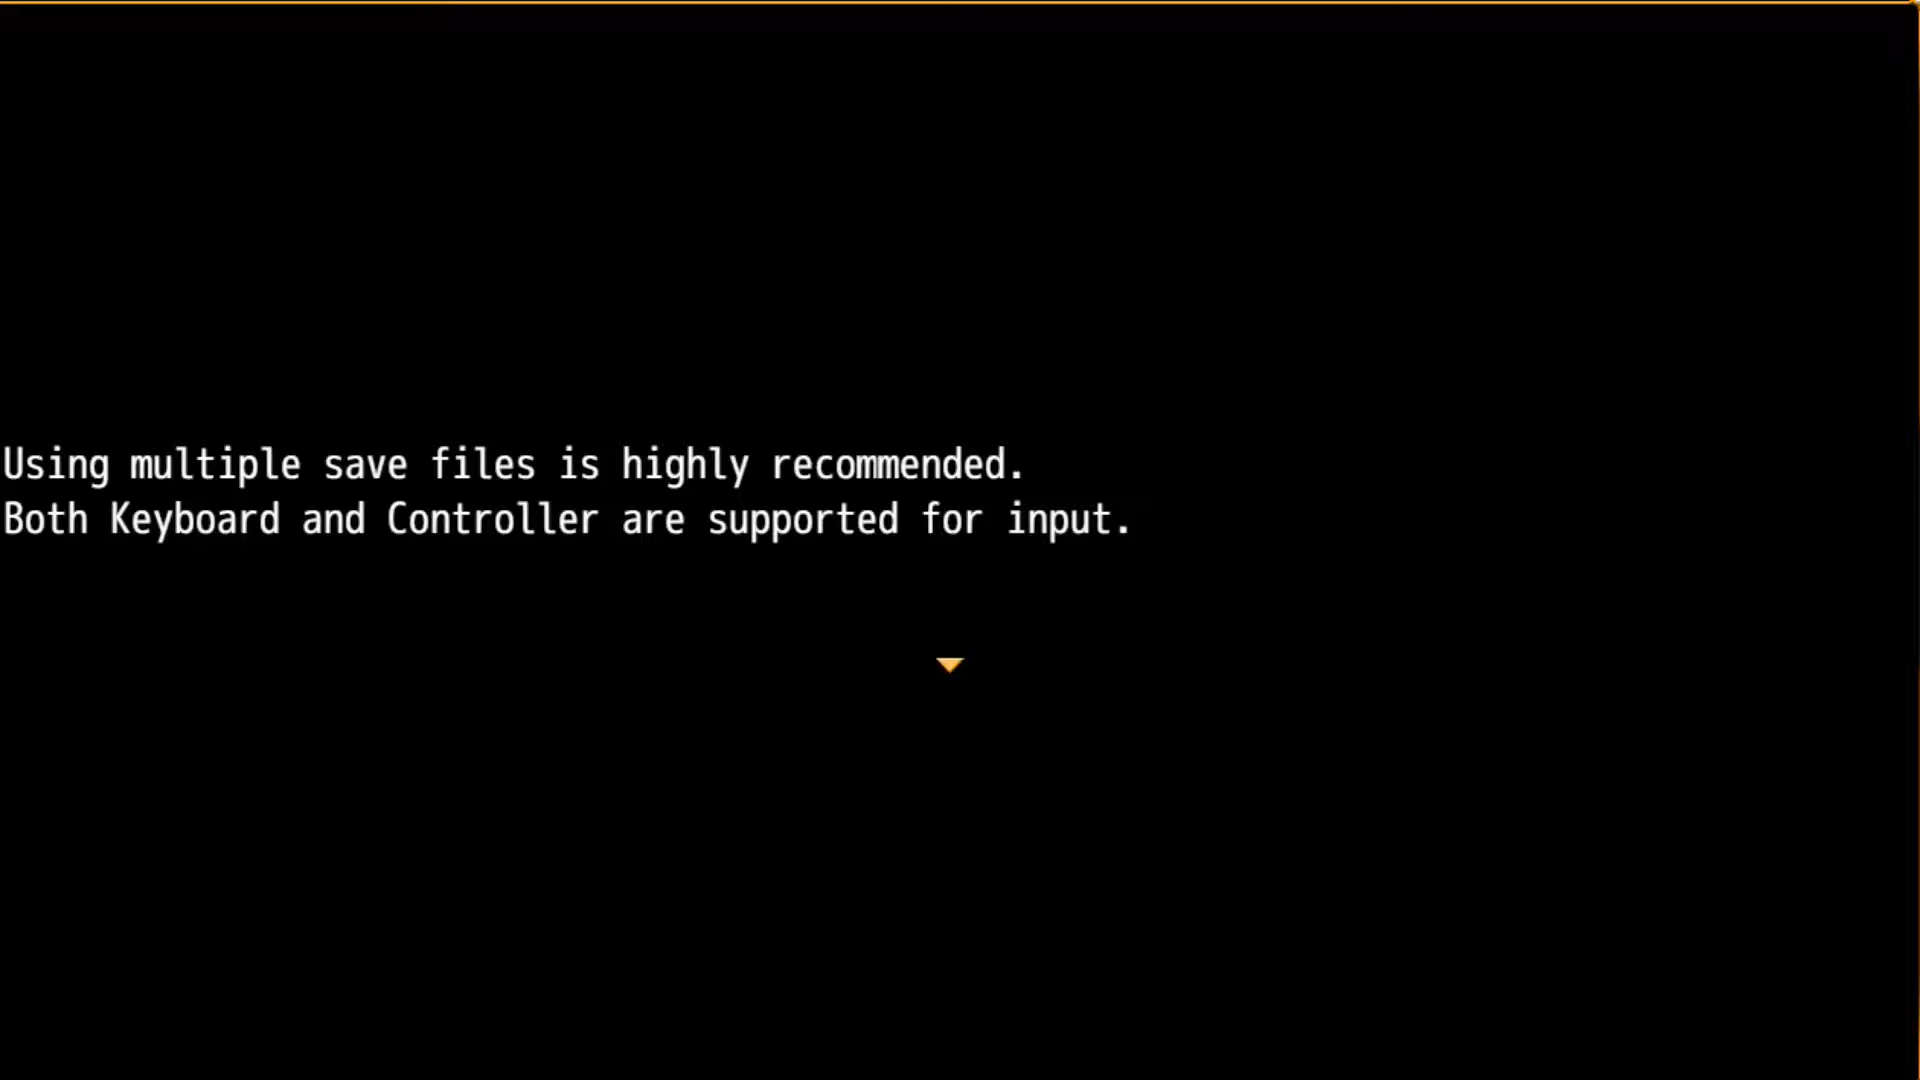 Using multiple save files is highly recommended.
Both Keyboard and Controller are supported for input.